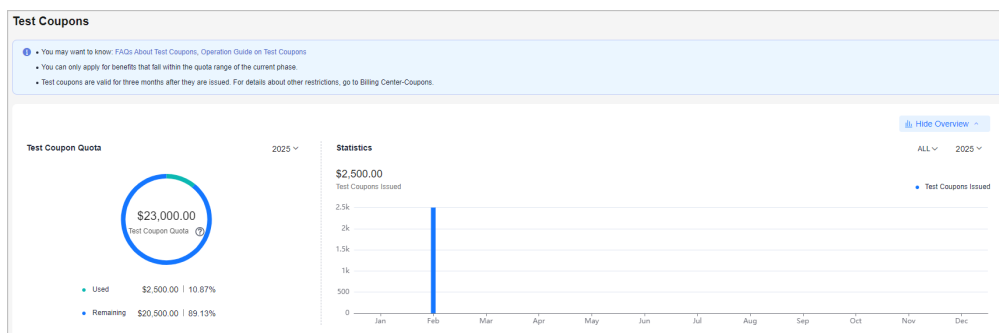 Test Coupons
• You may want to know: FAQs About Test Coupons, Operation Guide on Test Coupons
• You can only apply for benefits that fall within the quota range of the current phase.
• Test coupons are valid for three months after they are issued. For details about other restrictions, go to Billing Center-Coupons.
Hide Overview
Test Coupon Quota
2025
$23,000.00
Test Coupon Quota
Used $2,500.00 | 10.87%
Remaining $20,500.00 | 89.13%
Statistics
ALL 2025
$2,500.00
Test Coupons Issued
Test Coupons Issued
2.5k
2k
1.5k
1k
500
0
Jan Feb Mar Apr May Jun Jul Aug Sep Oct Nov Dec